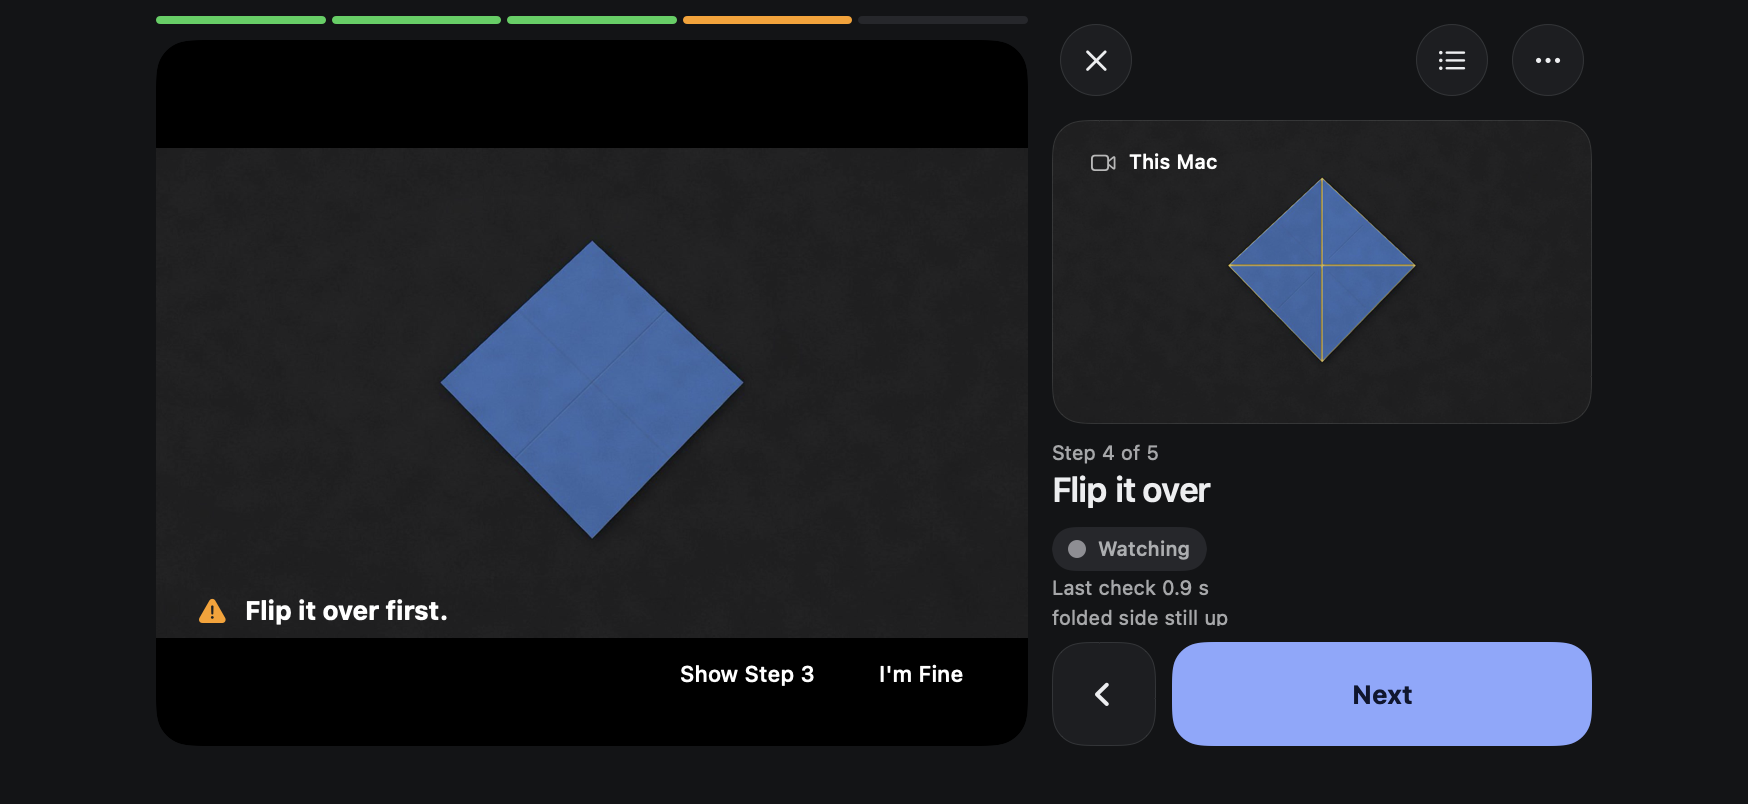 Flip it over first.
Show Step 3
I'm Fine
This Mac
Step 4 of 5
Flip it over
Watching
Last check 0.9 s
folded side still up
Next